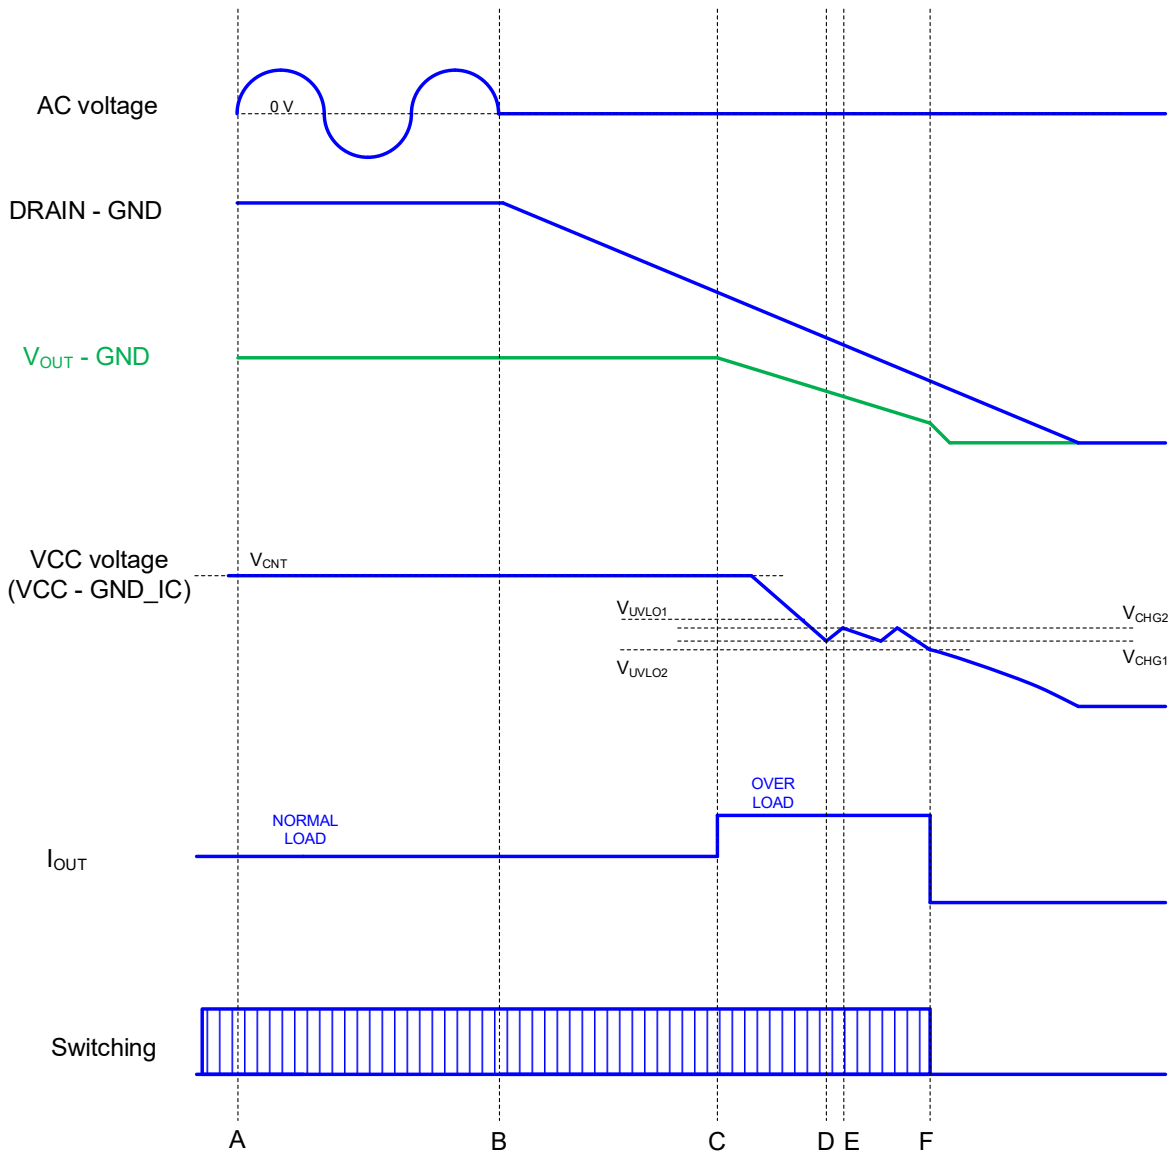 AC voltage
0 V
DRAIN - GND
VOUT - GND
VCC voltage
(VCC - GND_IC)
VCNT
VUVLO1
VCHG2
VUVLO2
VCHG1
OVER
LOAD
NORMAL
LOAD
IOUT
Switching
A B C D E F